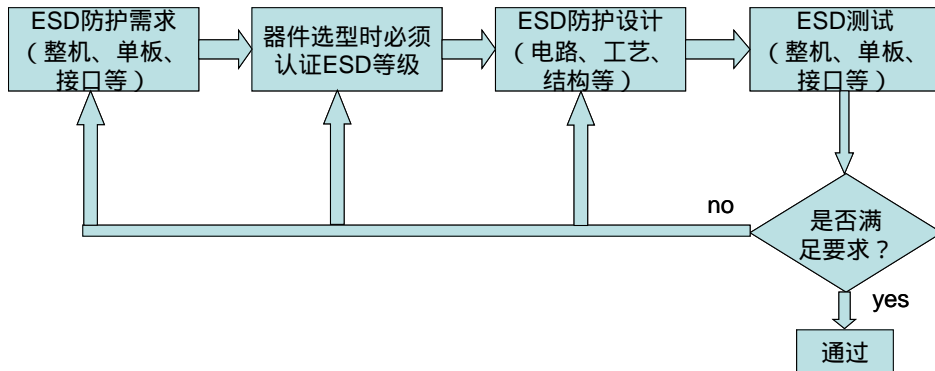 ESD防护需求
（整机、单板、
接口等）
器件选型时必须
认证ESD等级
ESD防护设计
（电路、工艺、
结构等）
ESD测试
（整机、单板、
接口等）
no
是否满
足要求？
yes
通过